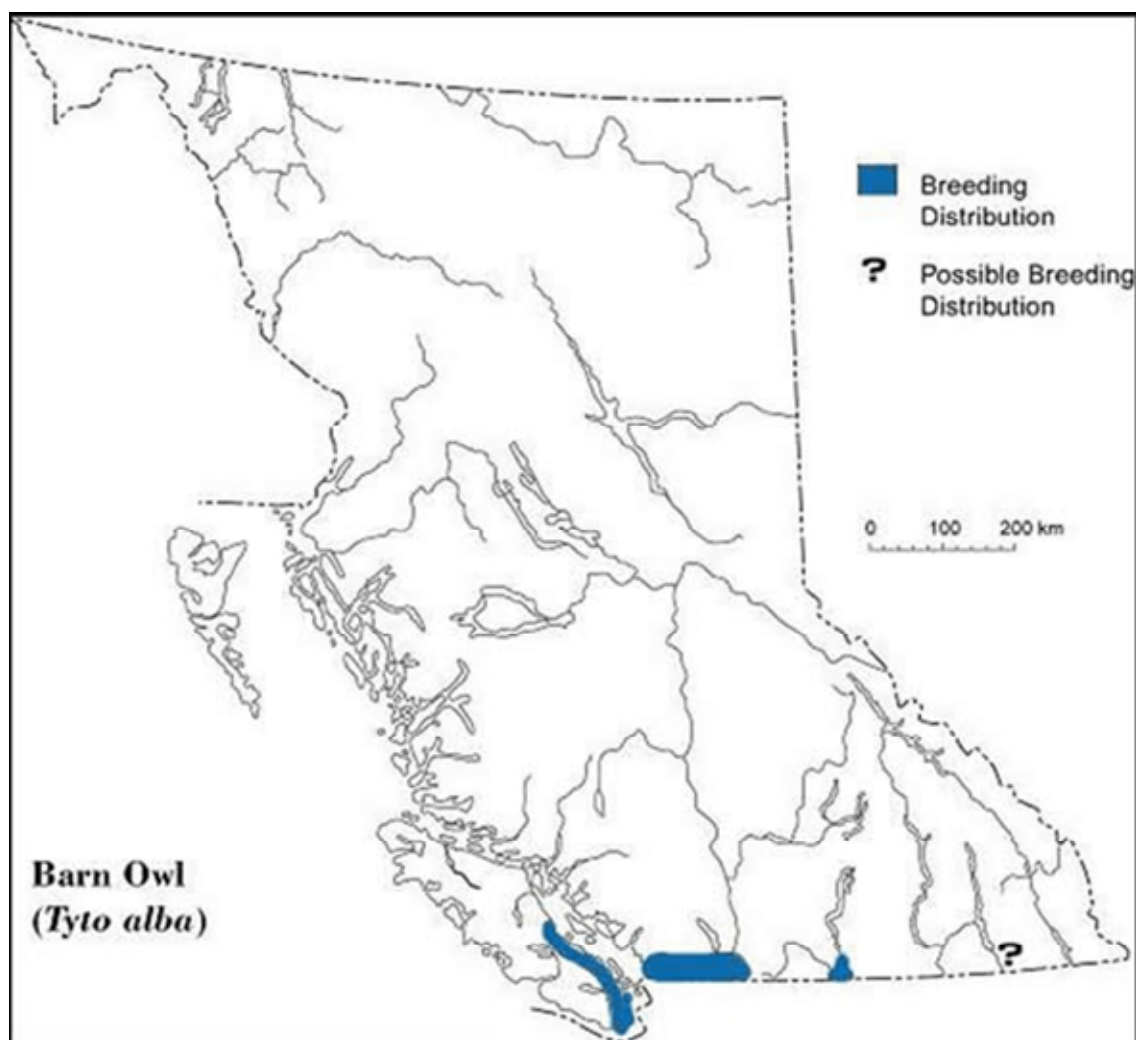 Breeding
Distribution
? Possible Breeding
Distribution
0 100 200 km
Barn Owl
(Tyto alba)
?